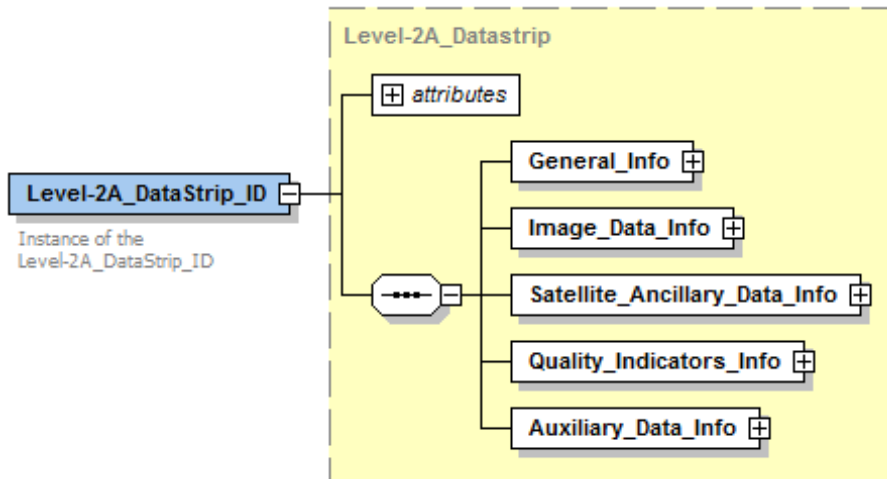 Level-2A_Datastrip
attributes
General_Info
Level-2A_DataStrip_ID
Image_Data_Info
Instance of the
Level-2A_DataStrip_ID
Satellite_Ancillary_Data_Info
Quality_Indicators_Info
Auxiliary_Data_Info